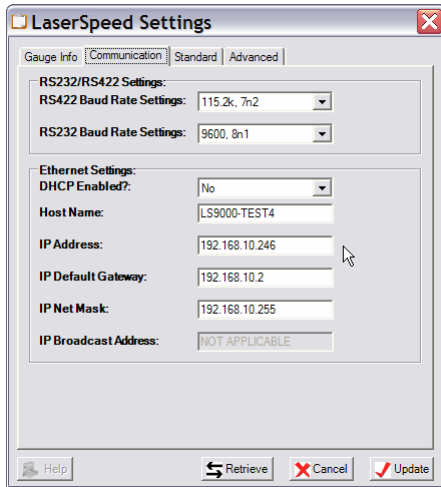 LaserSpeed Settings
Gauge Info Communication Standard Advanced
RS232/RS422 Settings:
RS422 Baud Rate Settings: 115.2k, 7n2
RS232 Baud Rate Settings: 9600, 8n1
Ethernet Settings:
DHCP Enabled?: No
Host Name: LS9000-TEST4
IP Address: 192.168.10.246
IP Default Gateway: 192.168.10.2
IP Net Mask: 192.168.10.255
IP Broadcast Address: NOT APPLICABLE
Help Retrieve Cancel Update